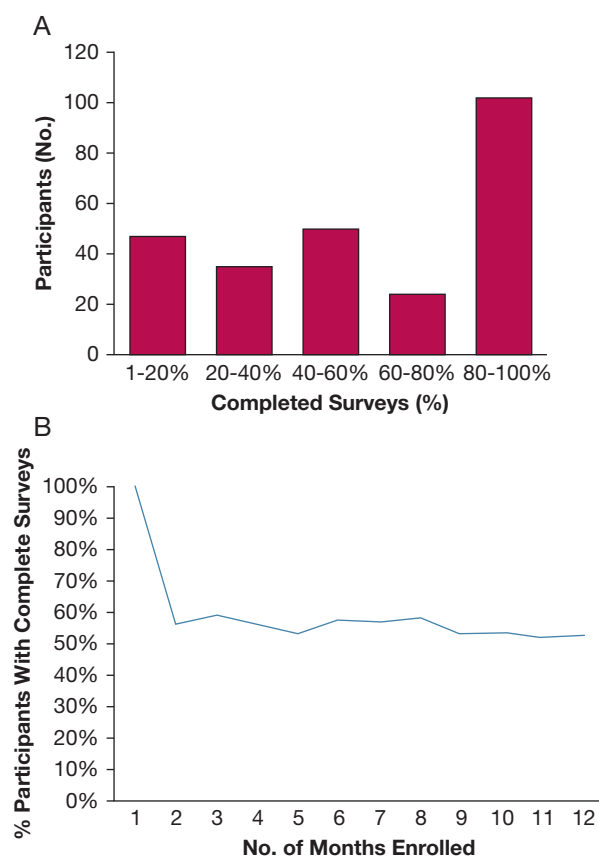 A
120
100
80
60
40
20
0
Participants (No.)
1-20% 20-40% 40-60% 60-80% 80-100%
Completed Surveys (%)
B
100%
90%
80%
70%
60%
50%
40%
30%
20%
10%
0%
% Participants With Complete Surveys
1 2 3 4 5 6 7 8 9 10 11 12
No. of Months Enrolled